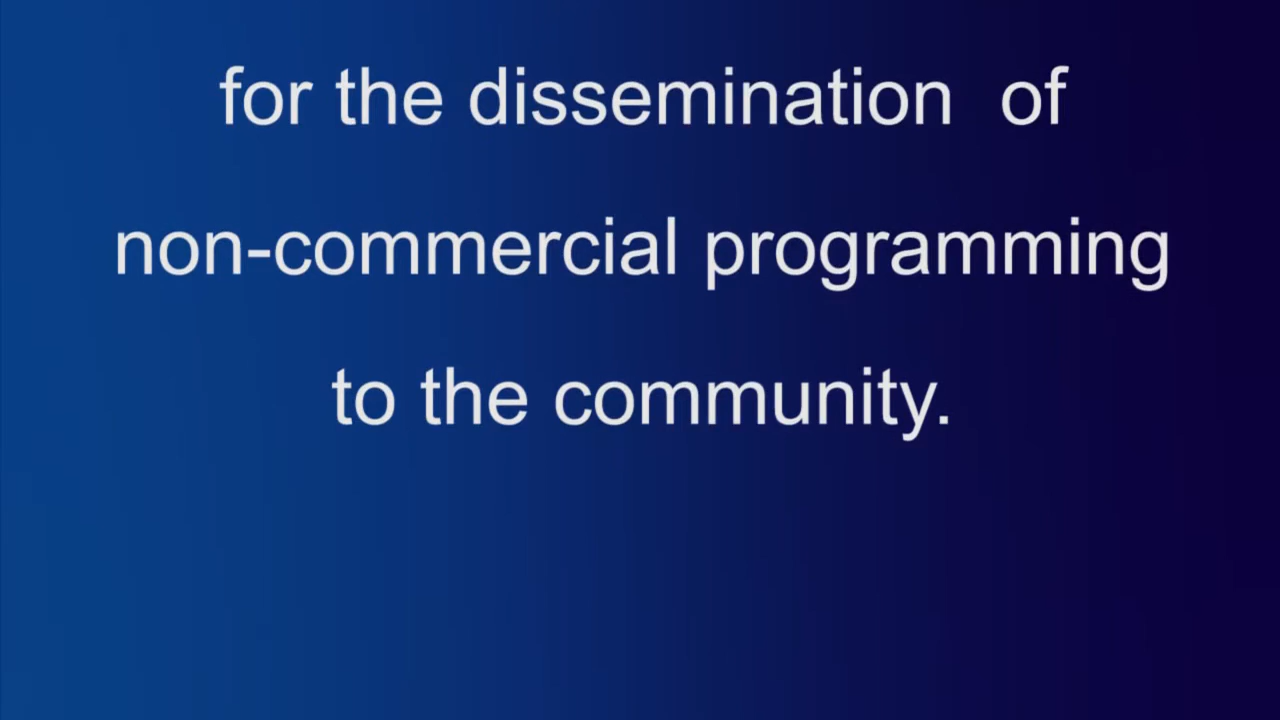 for the dissemination  of
non-commercial programming
to the community.